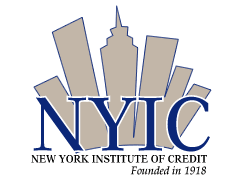 NYIC
NEW YORK INSTITUTE OF CREDIT
Founded in 1918